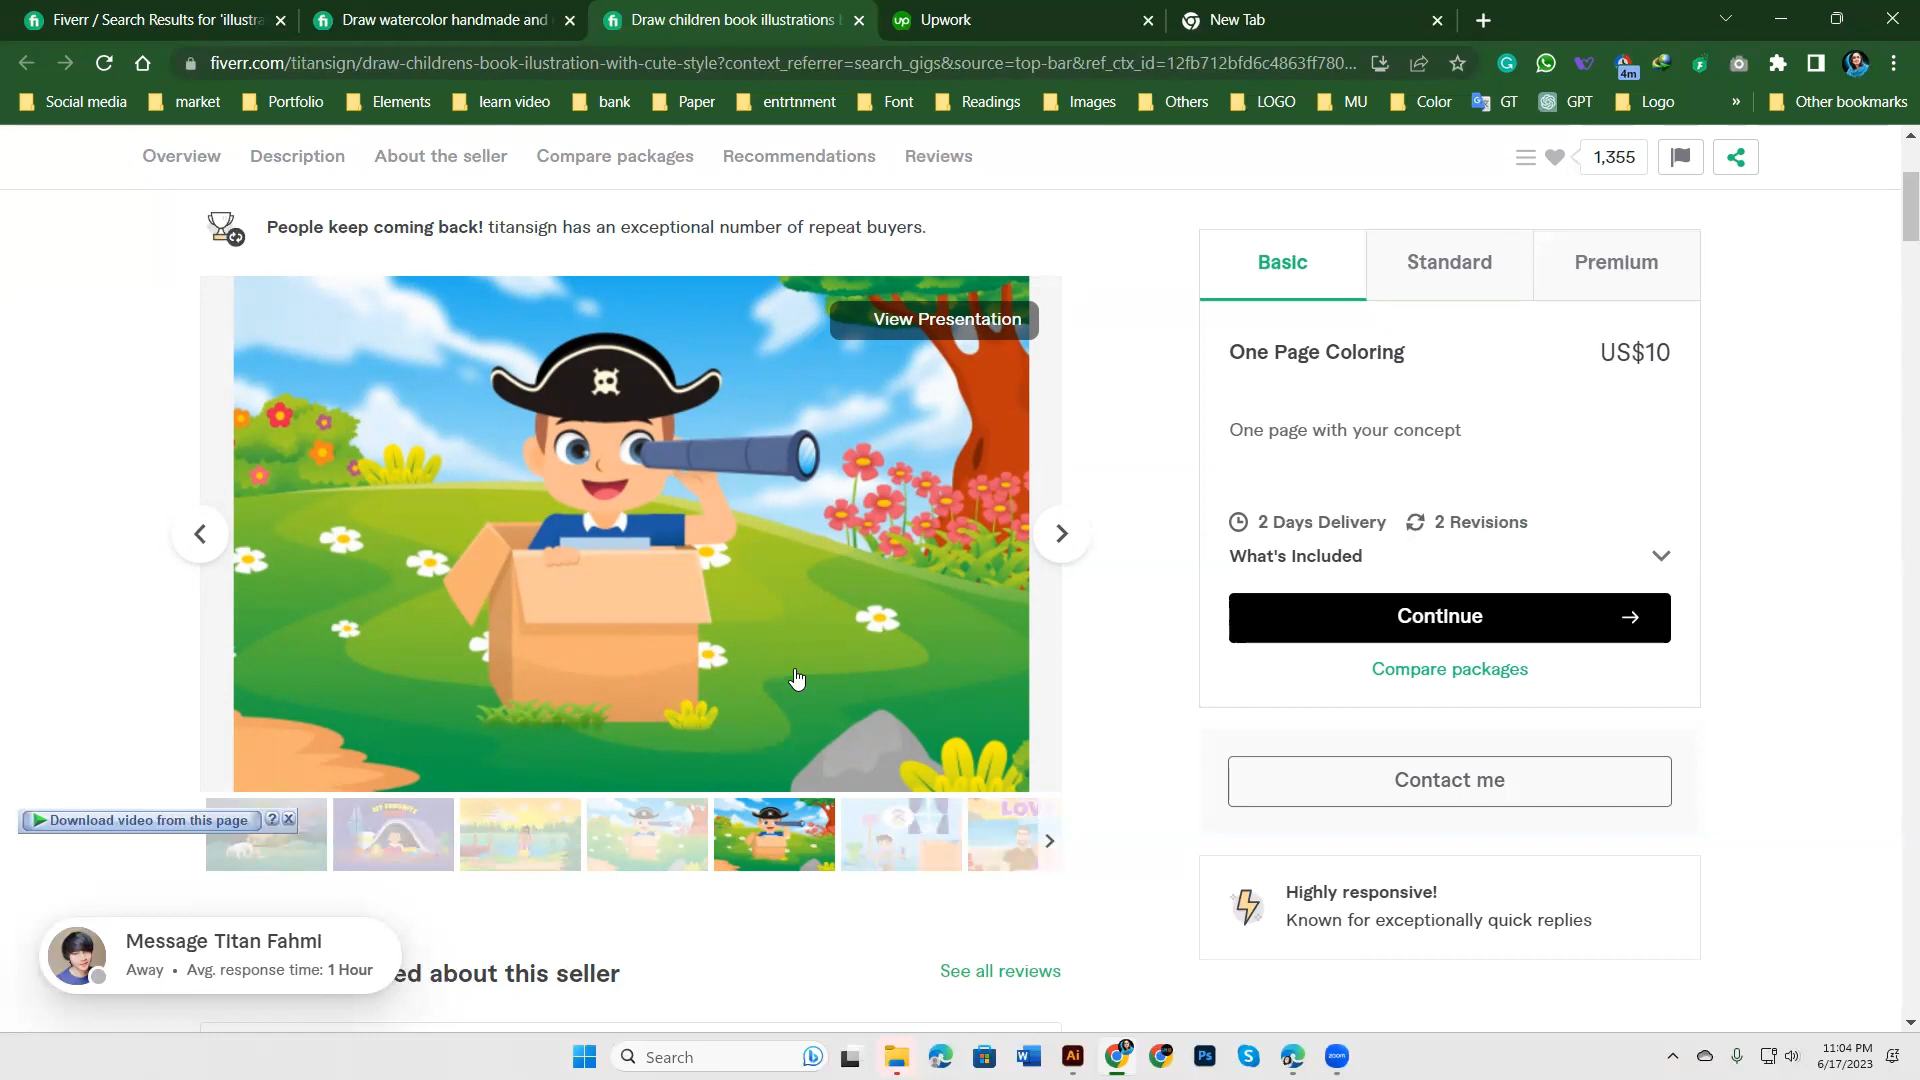 Fiverr / Search Results for 'illustra
Draw watercolor handmade and
Draw children book illustrations
Upwork
New Tab
fiverr.com/titansign/draw-childrens-book-ilustration-with-cute-style?context_referrer=search_gigs&source=top-bar&ref_ctx_id=12fb712bfd6c4863ff780...
4m
Social media
market
Portfolio
Elements
learn video
bank
Paper
entrtnment
Font
Readings
Images
Others
LOGO
MU
Color
GT
GPT
Logo
»
Other bookmarks
Overview
Description
About the seller
Compare packages
Recommendations
Reviews
1,355
People keep coming back! titansign has an exceptional number of repeat buyers.
View Presentation
Basic
Standard
Premium
One Page Coloring
US$10
One page with your concept
2 Days Delivery
2 Revisions
What's Included
Continue
Compare packages
Contact me
Highly responsive!
Known for exceptionally quick replies
Download video from this page
LOV
Message Titan Fahmi
Away • Avg. response time: 1 Hour
ed about this seller
See all reviews
Search
Ai
Ps
zoom
11:04 PM
6/17/2023